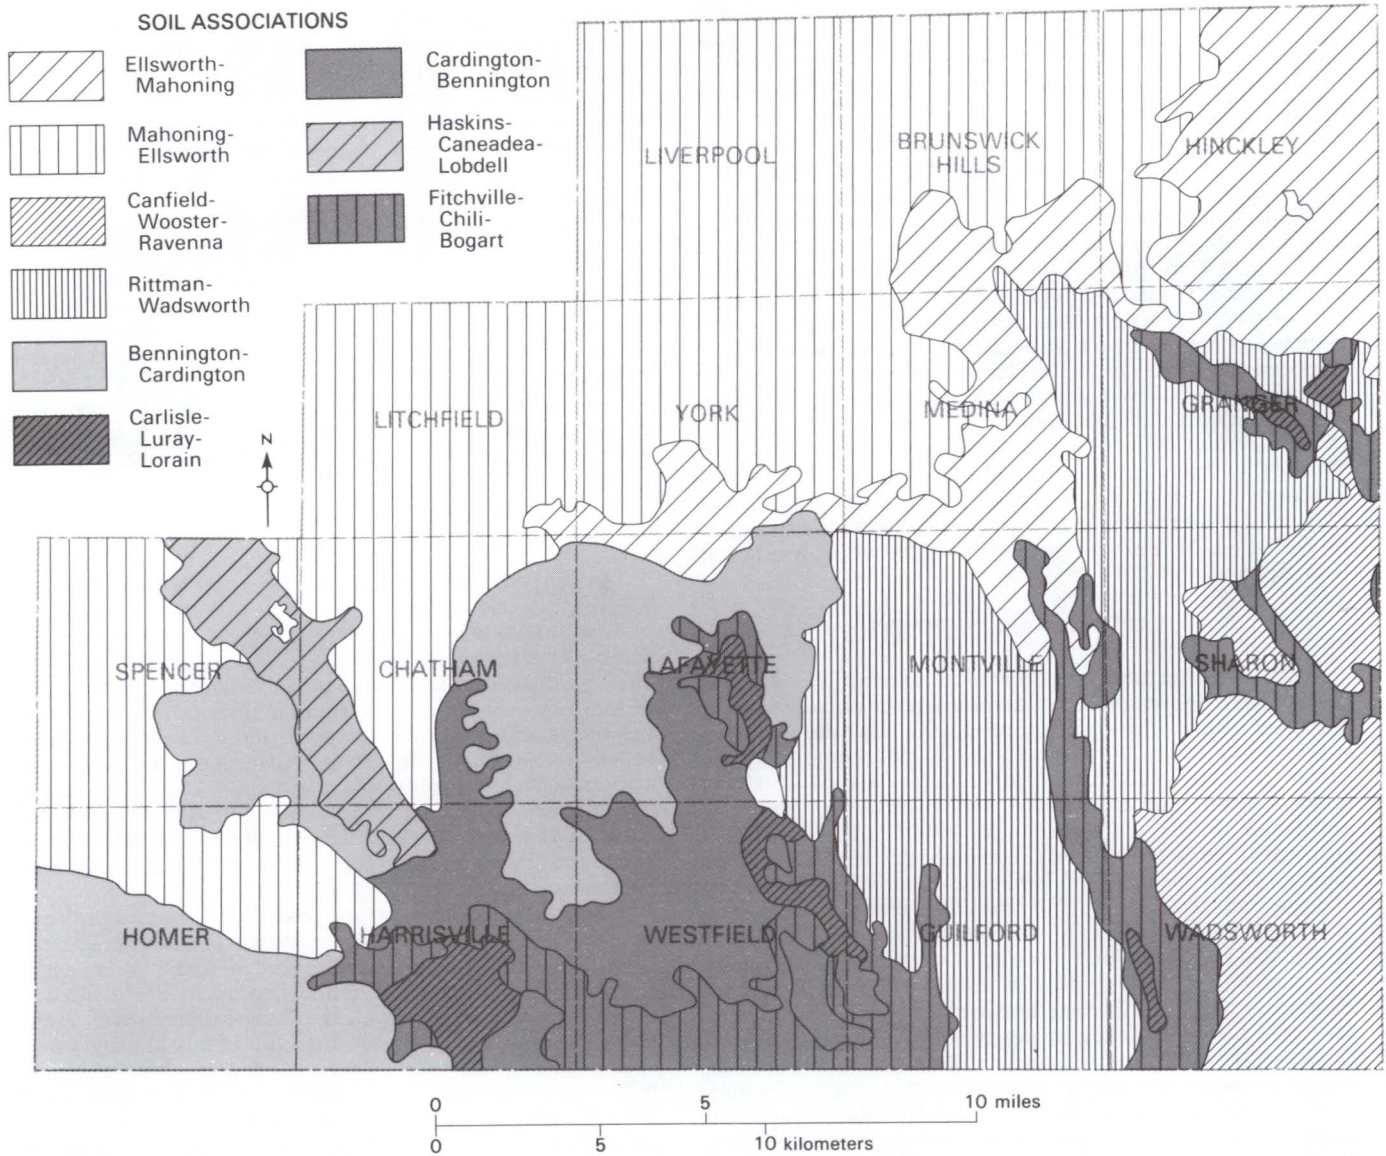 SOIL ASSOCIATIONS
Ellsworth-
Mahoning
Mahoning-
Ellsworth
Canfield-
Wooster-
Ravenna
Rittman-
Wadsworth
Bennington-
Cardington
Carlisle-
Luray-
Lorain
Cardington-
Bennington
Haskins-
Caneadea-
Lobdell
Fitchville-
Chili-
Bogart
N
LIVERPOOL
BRUNSWICK
HILLS
HINCKLEY
LITCHFIELD
YORK
MEDINA
GRANGER
SPENCER
CHATHAM
LAFAYETTE
MONTVILLE
SHARON
HOMER
HARRISVILLE
WESTFIELD
GUILFORD
WADSWORTH
0 5 10 miles
0 5 10 kilometers